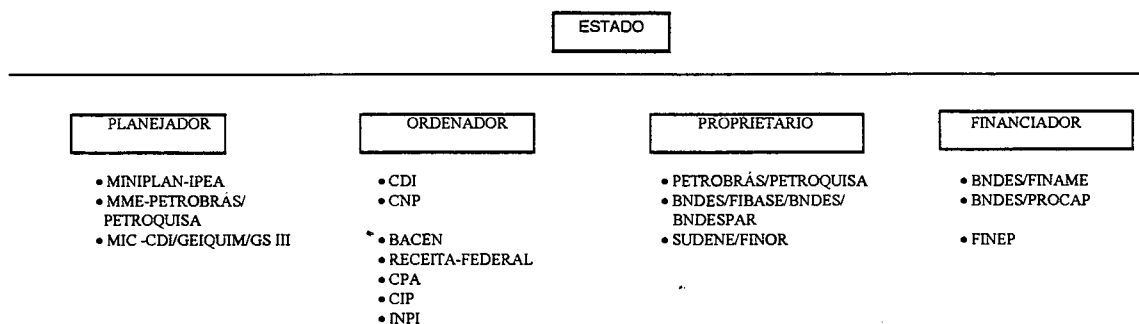 ESTADO
PLANEJADOR
• MINIPLAN-IPEA
• MME-PETROBRÁS/
PETROQUISA
• MIC -CDI/GEIQUIM/GS III
ORDENADOR
• CDI
• CNP
• BACEN
• RECEITA-FEDERAL
• CPA
• CIP
• INPI
PROPRIETARIO
• PETROBRÁS/PETROQUISA
• BNDES/FIBASE/BNDES/
BNDESPAR
• SUDENE/FINOR
FINANCIADOR
• BNDES/FINAME
• BNDES/PROCAP
• FINEP